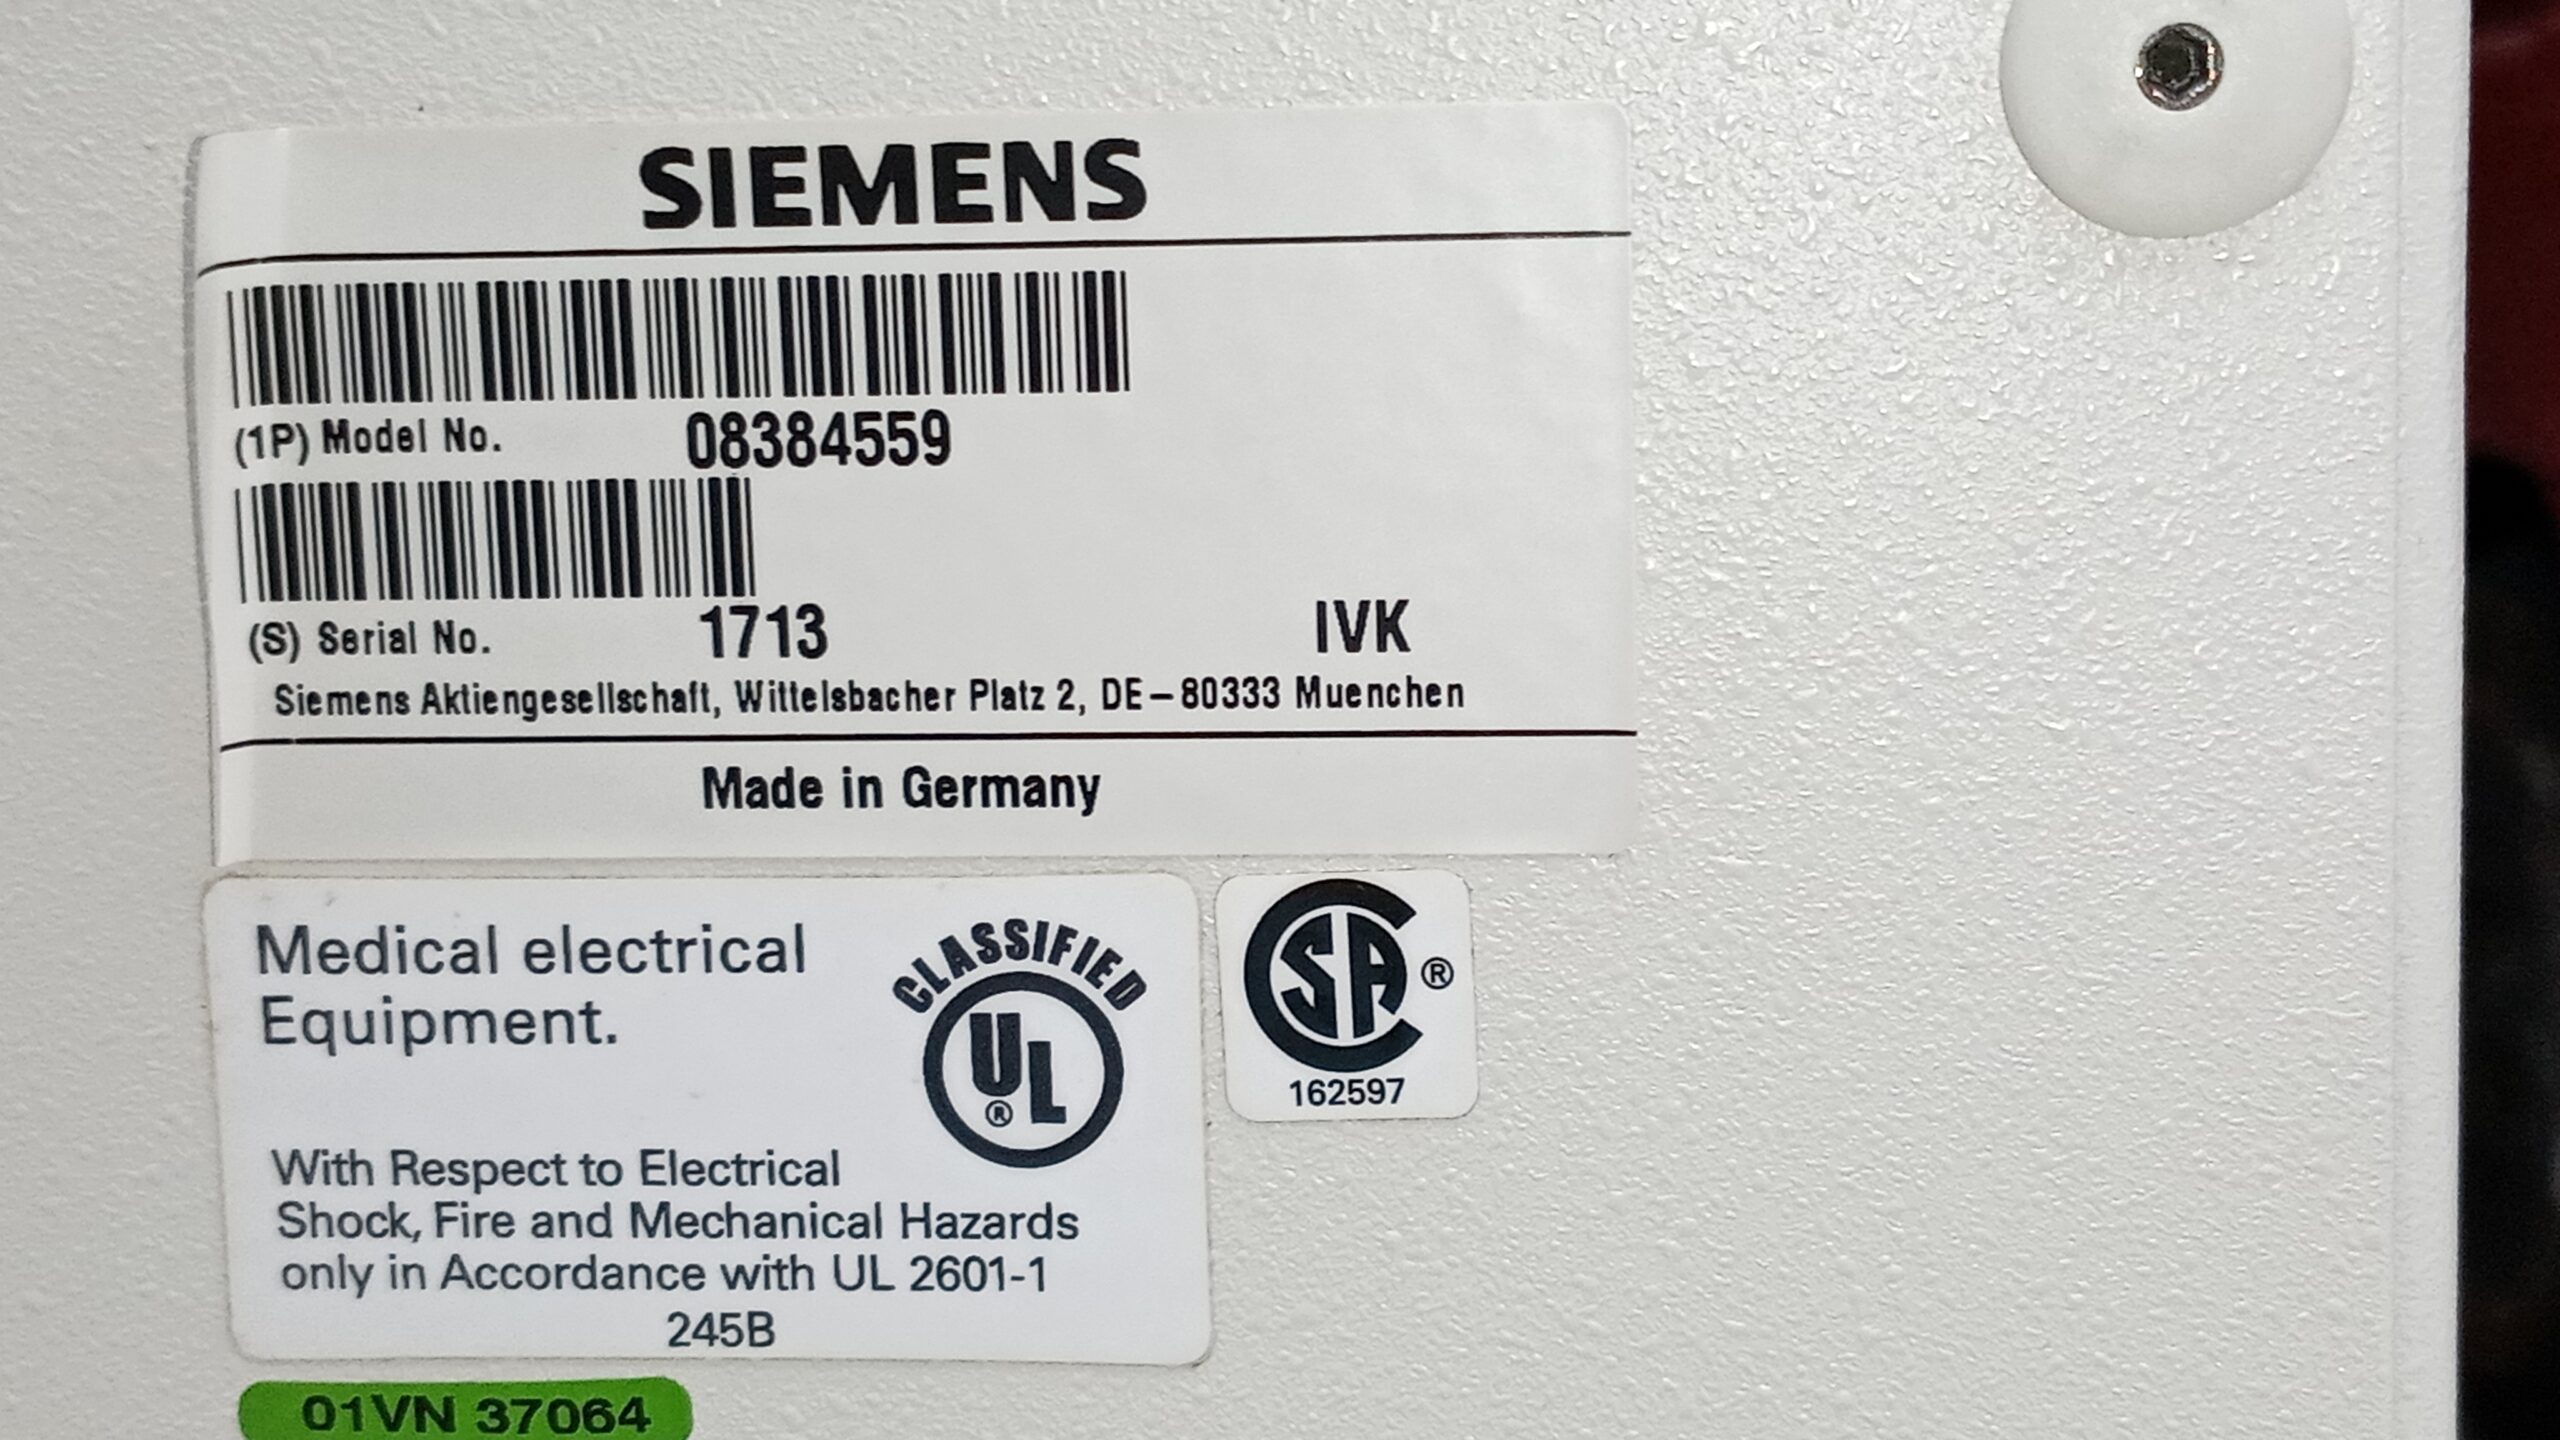 SIEMENS
(1P) Model No. 08384559
(S) Serial No. 1713 IVK
Siemens Aktiengesellschaft, Wittelsbacher Platz 2, DE–80333 Muenchen
Made in Germany
Medical electrical
Equipment.
CLASSIFIED
UL
®
With Respect to Electrical
Shock, Fire and Mechanical Hazards
only in Accordance with UL 2601-1
245B
CSA ®
162597
01VN 37064